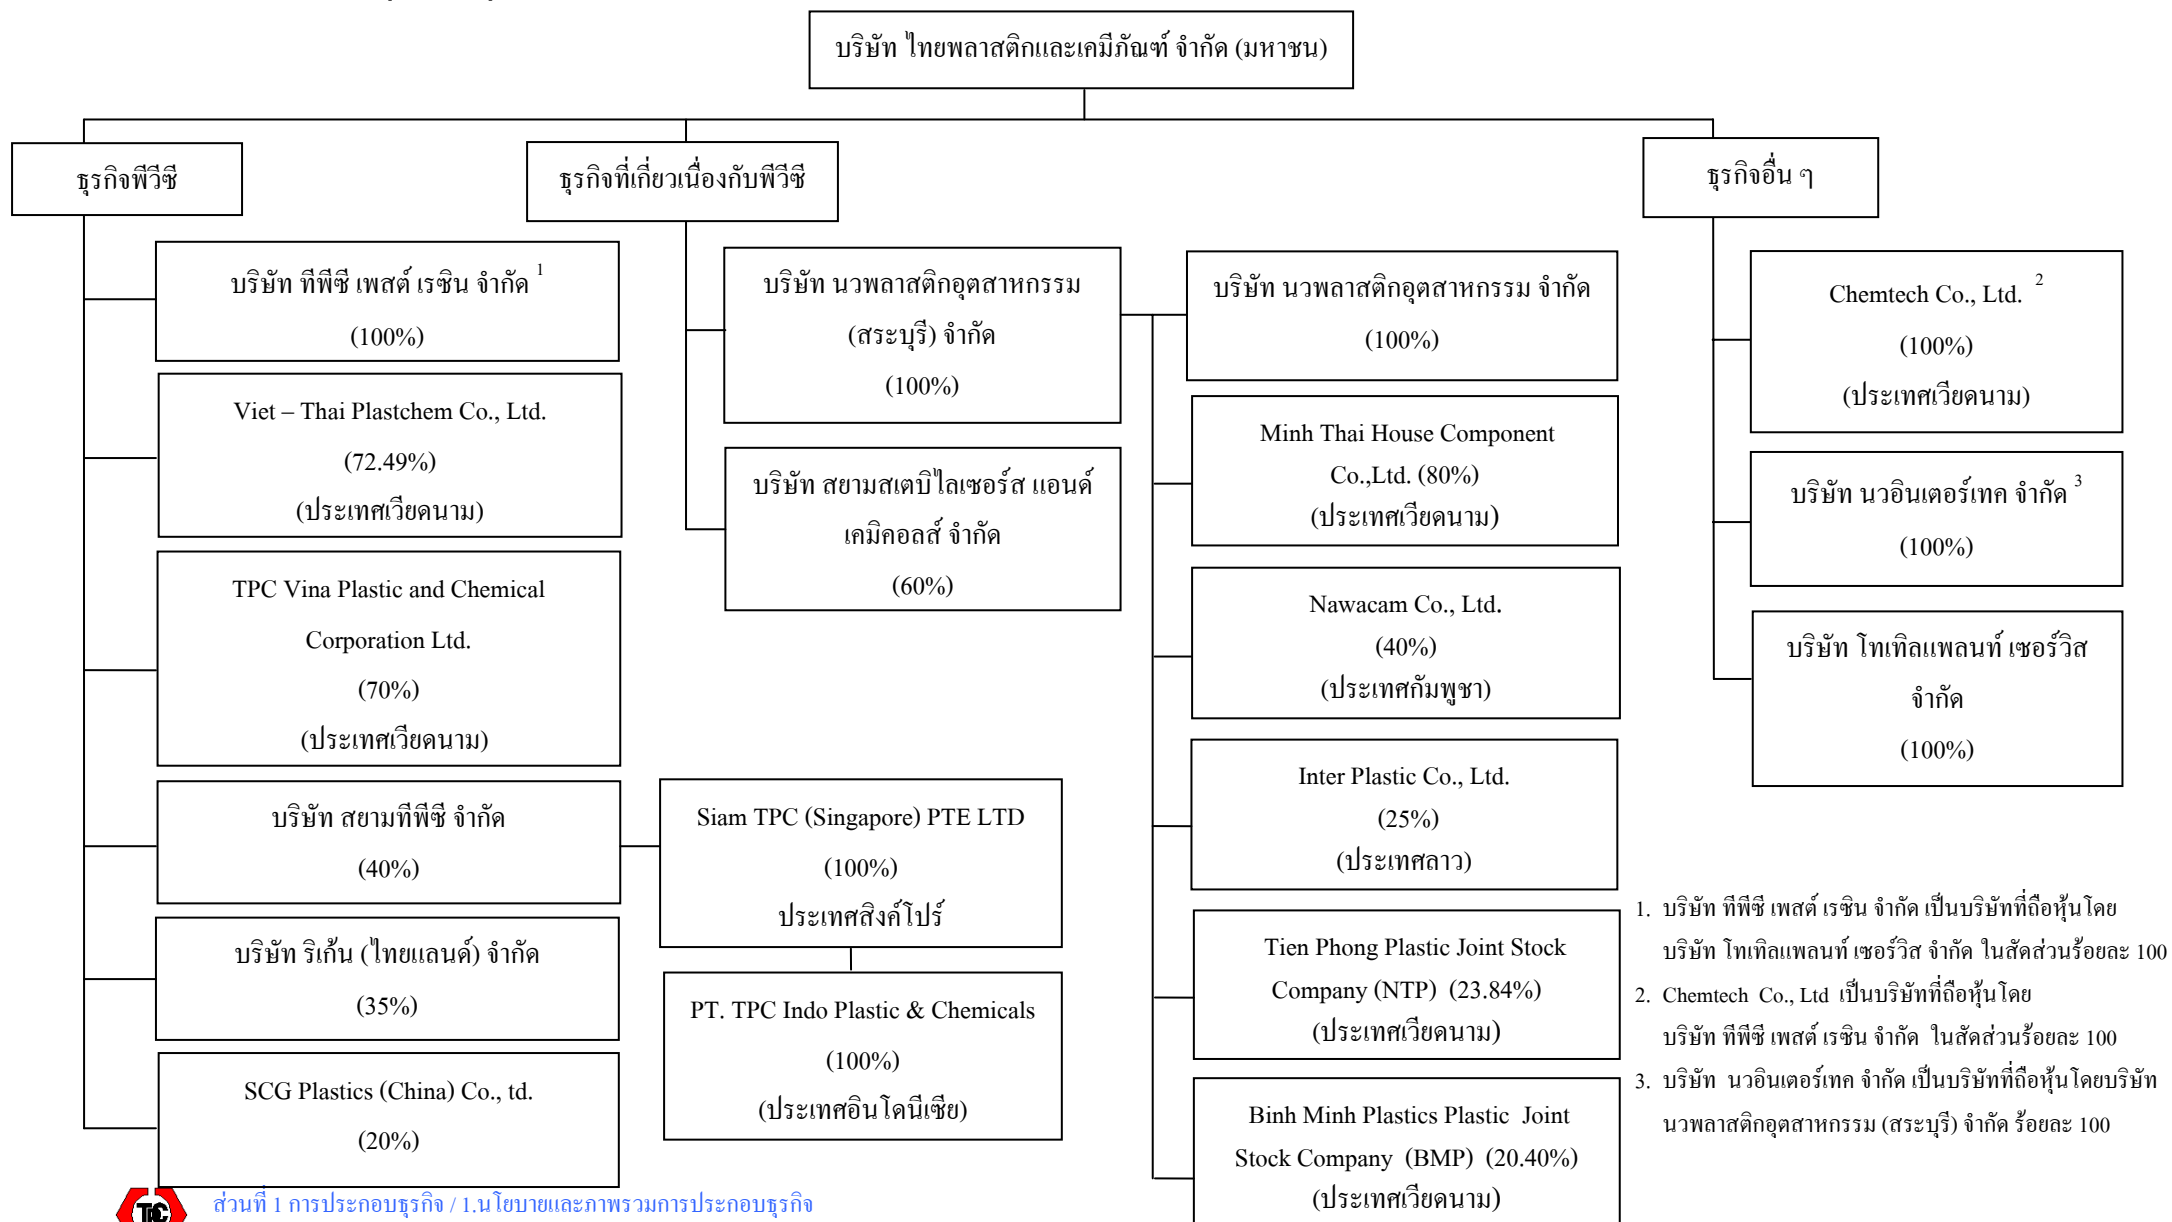 บริษัท ไทยพลาสติกและเคมีภัณฑ์ จำกัด (มหาชน)
ธุรกิจพีวีซี
บริษัท ทีพีซี เพสต์ เรซิน จำกัด 1
(100%)
Viet – Thai Plastchem Co., Ltd.
(72.49%)
(ประเทศเวียดนาม)
TPC Vina Plastic and Chemical
Corporation Ltd.
(70%)
(ประเทศเวียดนาม)
บริษัท สยามทีพีซี จำกัด
(40%)
Siam TPC (Singapore) PTE LTD
(100%)
ประเทศสิงค์โปร์
PT. TPC Indo Plastic & Chemicals
(100%)
(ประเทศอินโดนีเซีย)
บริษัท ริเก้น (ไทยแลนด์) จำกัด
(35%)
SCG Plastics (China) Co., td.
(20%)
ธุรกิจที่เกี่ยวเนื่องกับพีวีซี
บริษัท นวพลาสติกอุตสาหกรรม
(สระบุรี) จำกัด
(100%)
บริษัท สยามสเตบิไลเซอร์ส แอนด์
เคมิคอลส์ จำกัด
(60%)
บริษัท นวพลาสติกอุตสาหกรรม จำกัด
(100%)
Minh Thai House Component
Co.,Ltd. (80%)
(ประเทศเวียดนาม)
Nawacam Co., Ltd.
(40%)
(ประเทศกัมพูชา)
Inter Plastic Co., Ltd.
(25%)
(ประเทศลาว)
Tien Phong Plastic Joint Stock
Company (NTP) (23.84%)
(ประเทศเวียดนาม)
Binh Minh Plastics Plastic Joint
Stock Company (BMP) (20.40%)
(ประเทศเวียดนาม)
ธุรกิจอื่น ๆ
Chemtech Co., Ltd. 2
(100%)
(ประเทศเวียดนาม)
บริษัท นวอินเตอร์เทค จำกัด 3
(100%)
บริษัท โทเทิลแพลนท์ เซอร์วิส
จำกัด
(100%)
1. บริษัท ทีพีซี เพสต์ เรซิน จำกัด เป็นบริษัทที่ถือหุ้นโดย
บริษัท โทเทิลแพลนท์ เซอร์วิส จำกัด ในสัดส่วนร้อยละ 100
2. Chemtech Co., Ltd เป็นบริษัทที่ถือหุ้นโดย
บริษัท ทีพีซี เพสต์ เรซิน จำกัด ในสัดส่วนร้อยละ 100
3. บริษัท นวอินเตอร์เทค จำกัด เป็นบริษัทที่ถือหุ้นโดยบริษัท
นวพลาสติกอุตสาหกรรม (สระบุรี) จำกัด ร้อยละ 100
TPC
ส่วนที่ 1 การประกอบธุรกิจ / 1.นโยบายและภาพรวมการประกอบธุรกิจ